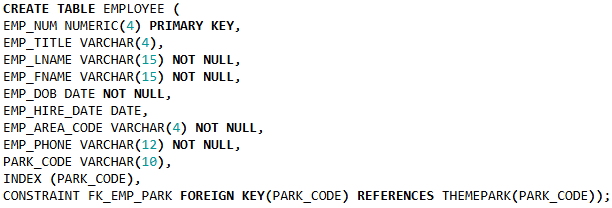 CREATE TABLE EMPLOYEE (
EMP_NUM NUMERIC(4) PRIMARY KEY,
EMP_TITLE VARCHAR(4),
EMP_LNAME VARCHAR(15) NOT NULL,
EMP_FNAME VARCHAR(15) NOT NULL,
EMP_DOB DATE NOT NULL,
EMP_HIRE_DATE DATE,
EMP_AREA_CODE VARCHAR(4) NOT NULL,
EMP_PHONE VARCHAR(12) NOT NULL,
PARK_CODE VARCHAR(10),
INDEX (PARK_CODE),
CONSTRAINT FK_EMP_PARK FOREIGN KEY(PARK_CODE) REFERENCES THEMEPARK(PARK_CODE));